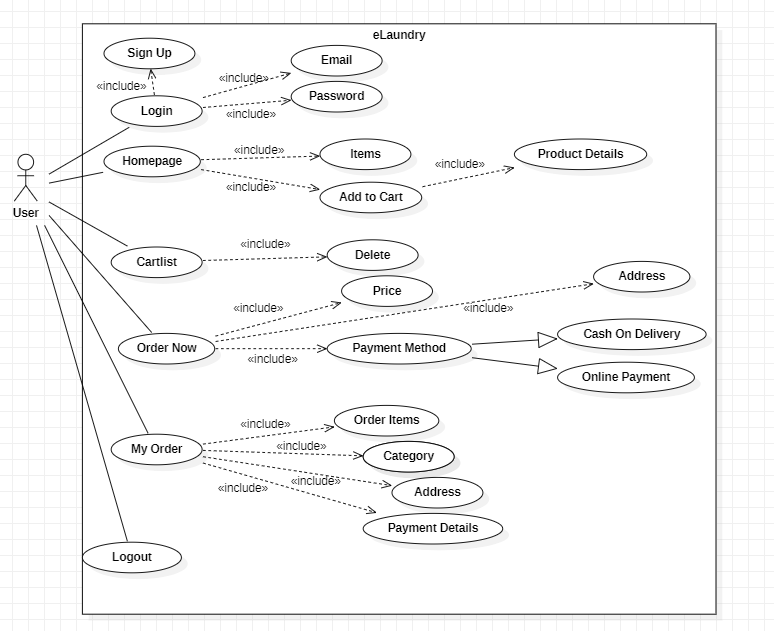 eLaundry
Sign Up
«include»
Login
«include»
Email
«include»
Password
Homepage
«include»
Items
«include»
Add to Cart
«include»
Product Details
User
Cartlist
«include»
Delete
Order Now
«include»
Price
«include»
Address
«include»
Payment Method
Cash On Delivery
Online Payment
My Order
«include»
Order Items
«include»
Category
«include»
Address
«include»
Payment Details
Logout